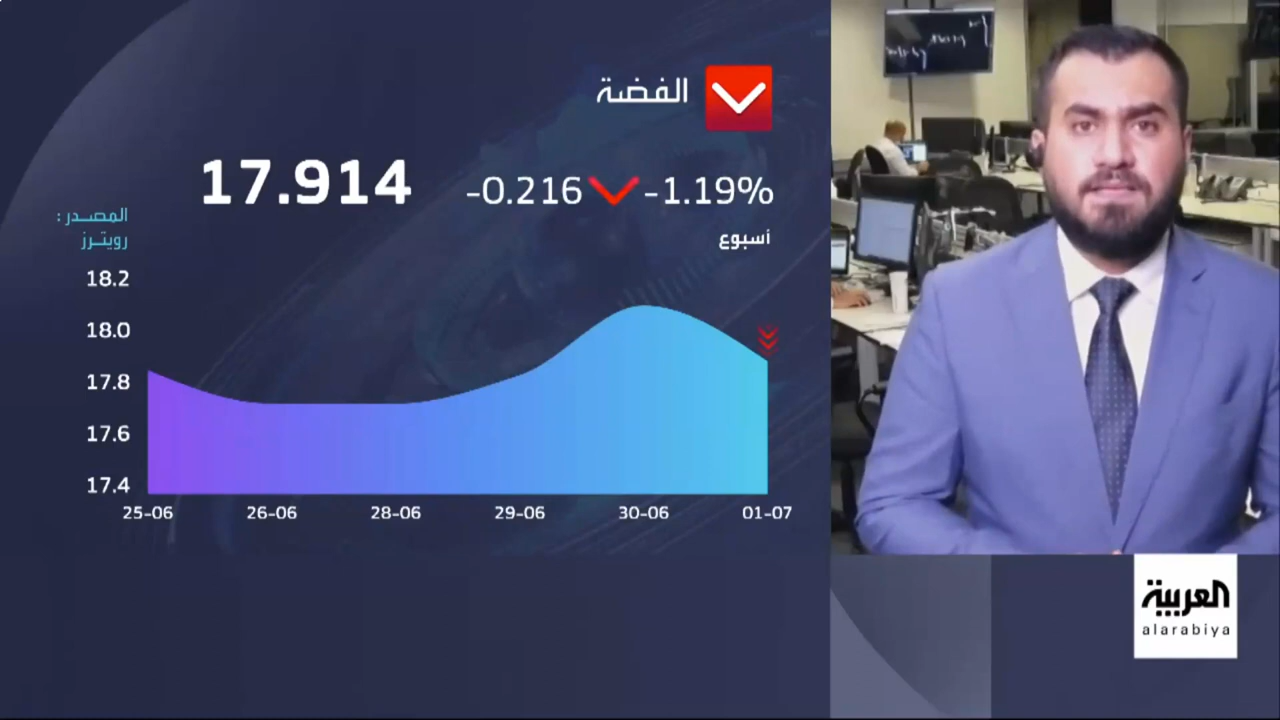 الفضة
17.914
-0.216
-1.19%
أسبوع
المصدر :
رويترز
18.2
18.0
17.8
17.6
17.4
25-06
26-06
28-06
29-06
30-06
01-07
العربية
alarabiya